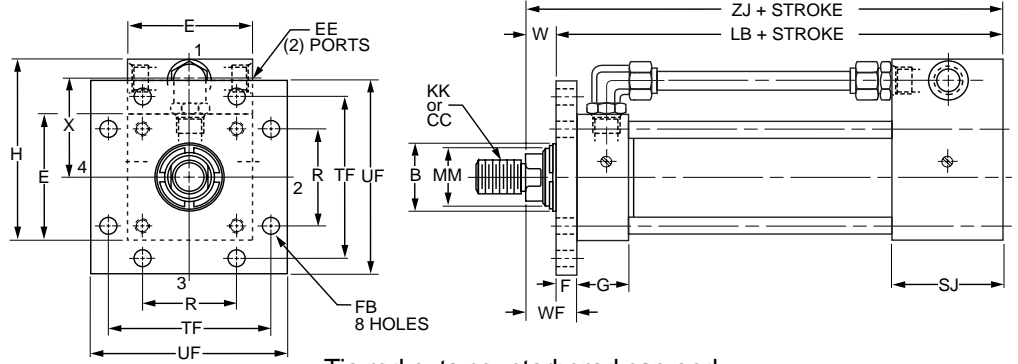 E
EE
(2) PORTS
1
X
H
E
4
R
TF
UF
2
3
R
TF
UF
FB
8 HOLES
ZJ + STROKE
W
LB + STROKE
KK
or
CC
B
MM
F
G
WF
SJ